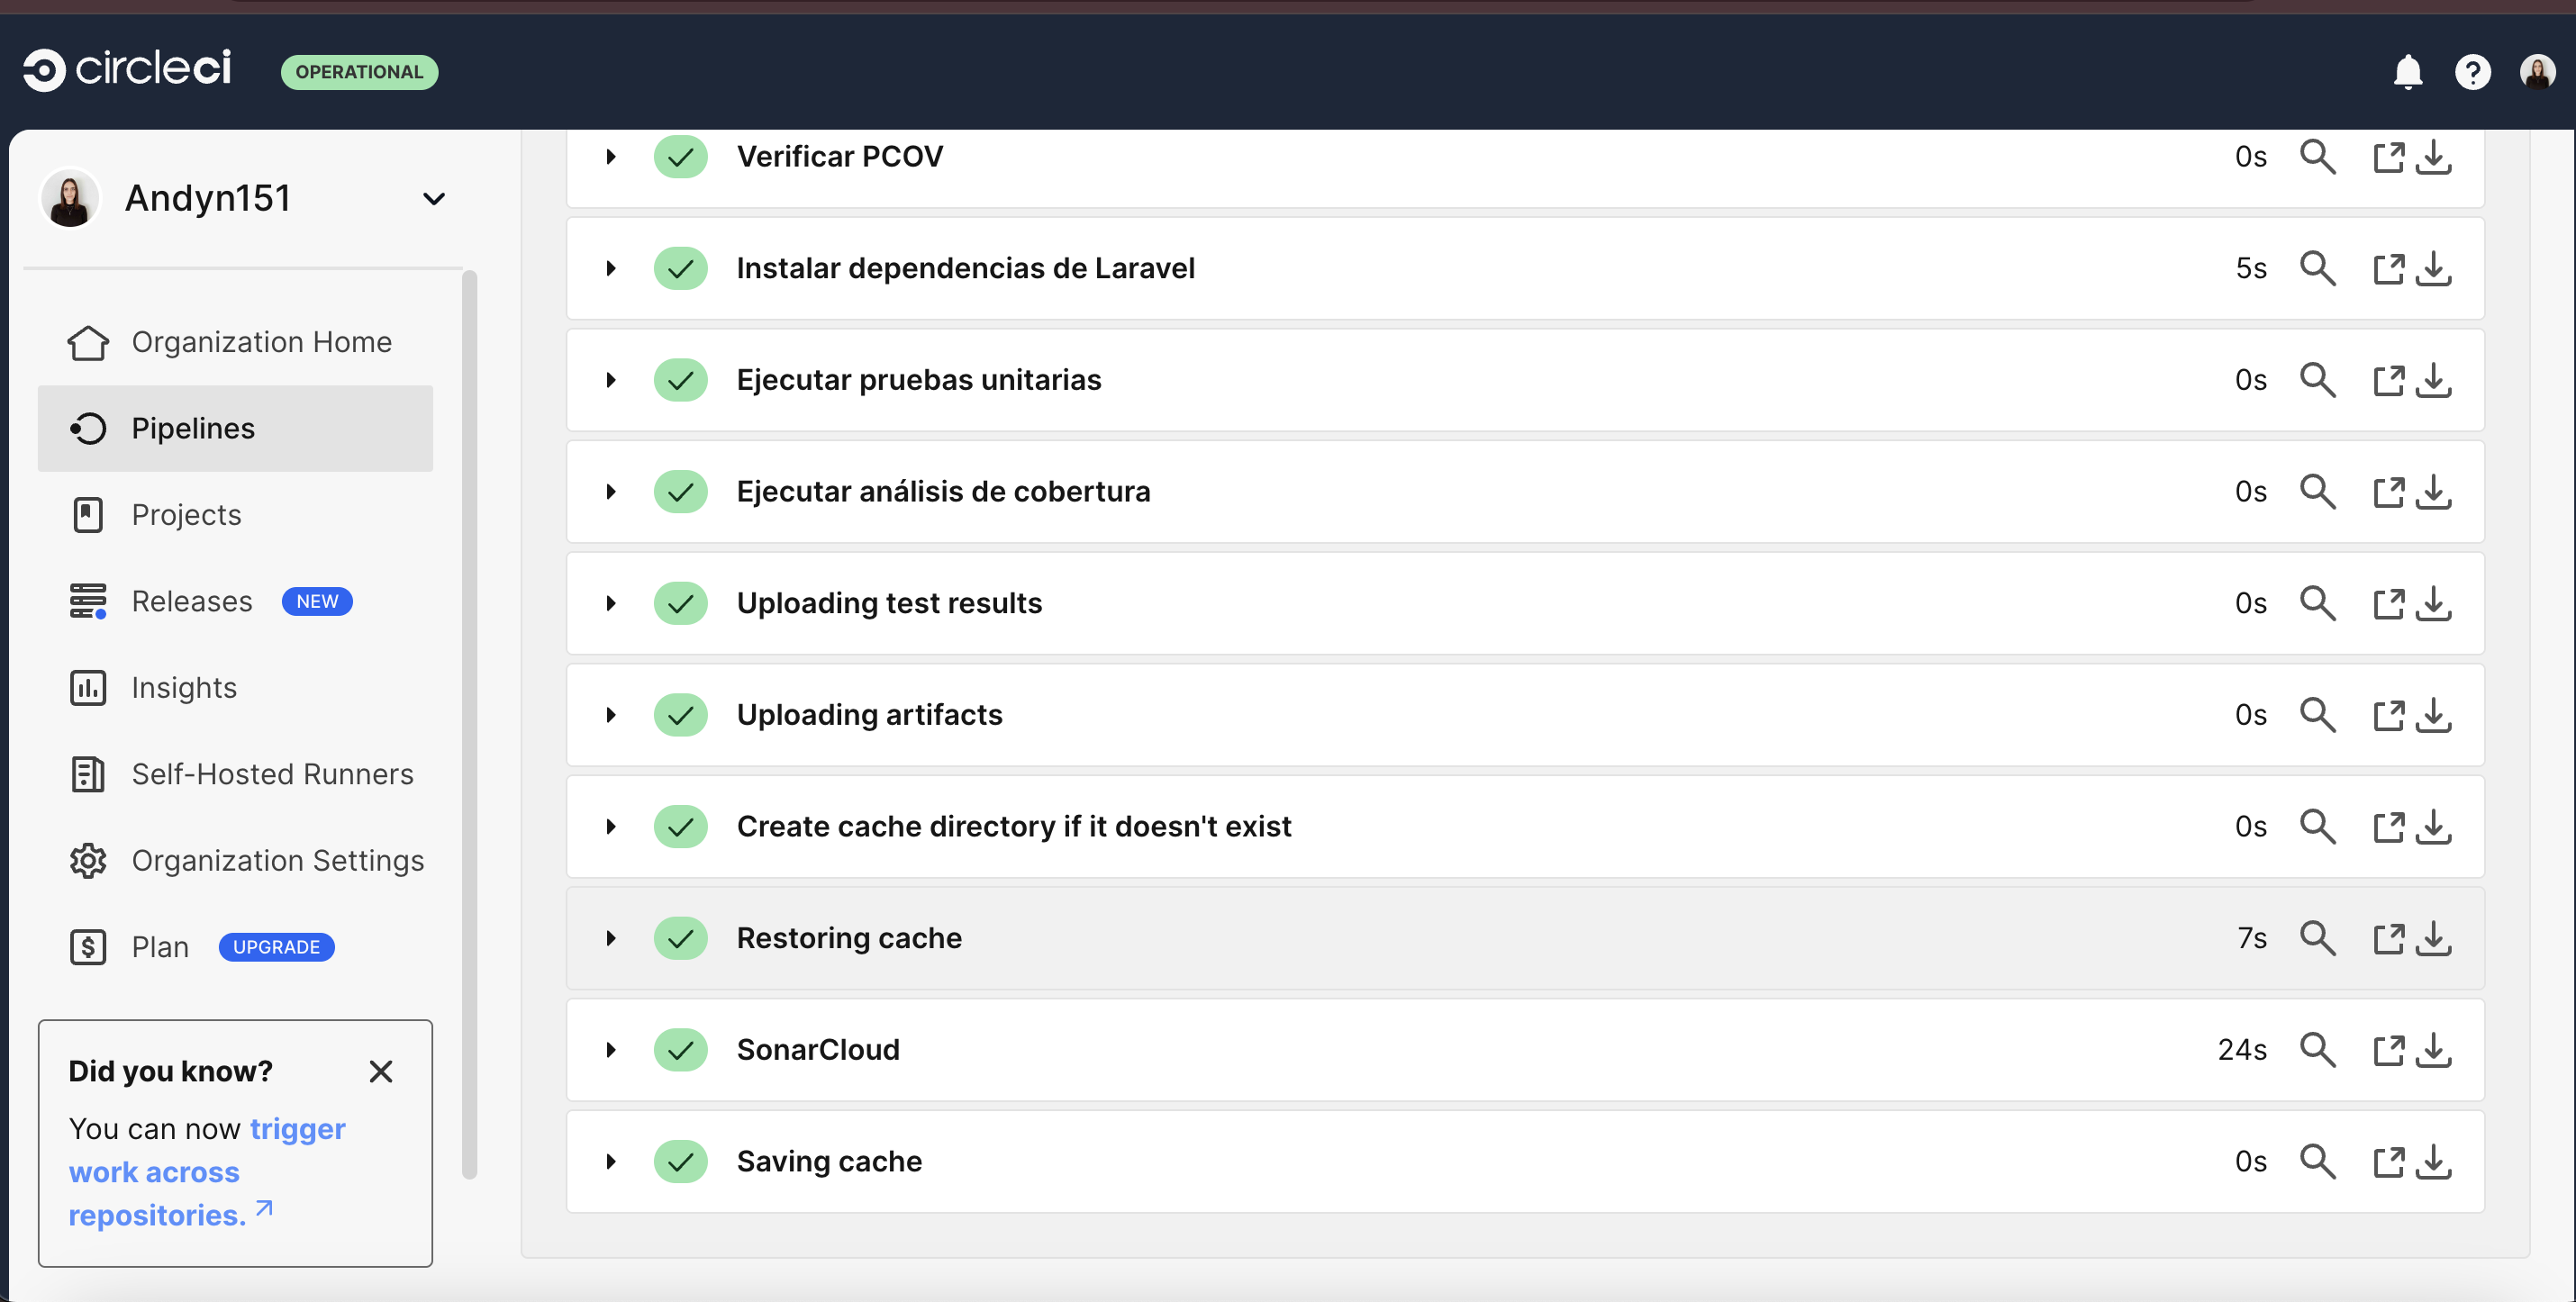 circleci
OPERATIONAL
Andyn151
Organization Home
Pipelines
Projects
Releases NEW
Insights
Self-Hosted Runners
Organization Settings
Plan UPGRADE
Did you know?
You can now trigger
work across
repositories.
Verificar PCOV 0s
Instalar dependencias de Laravel 5s
Ejecutar pruebas unitarias 0s
Ejecutar análisis de cobertura 0s
Uploading test results 0s
Uploading artifacts 0s
Create cache directory if it doesn't exist 0s
Restoring cache 7s
SonarCloud 24s
Saving cache 0s